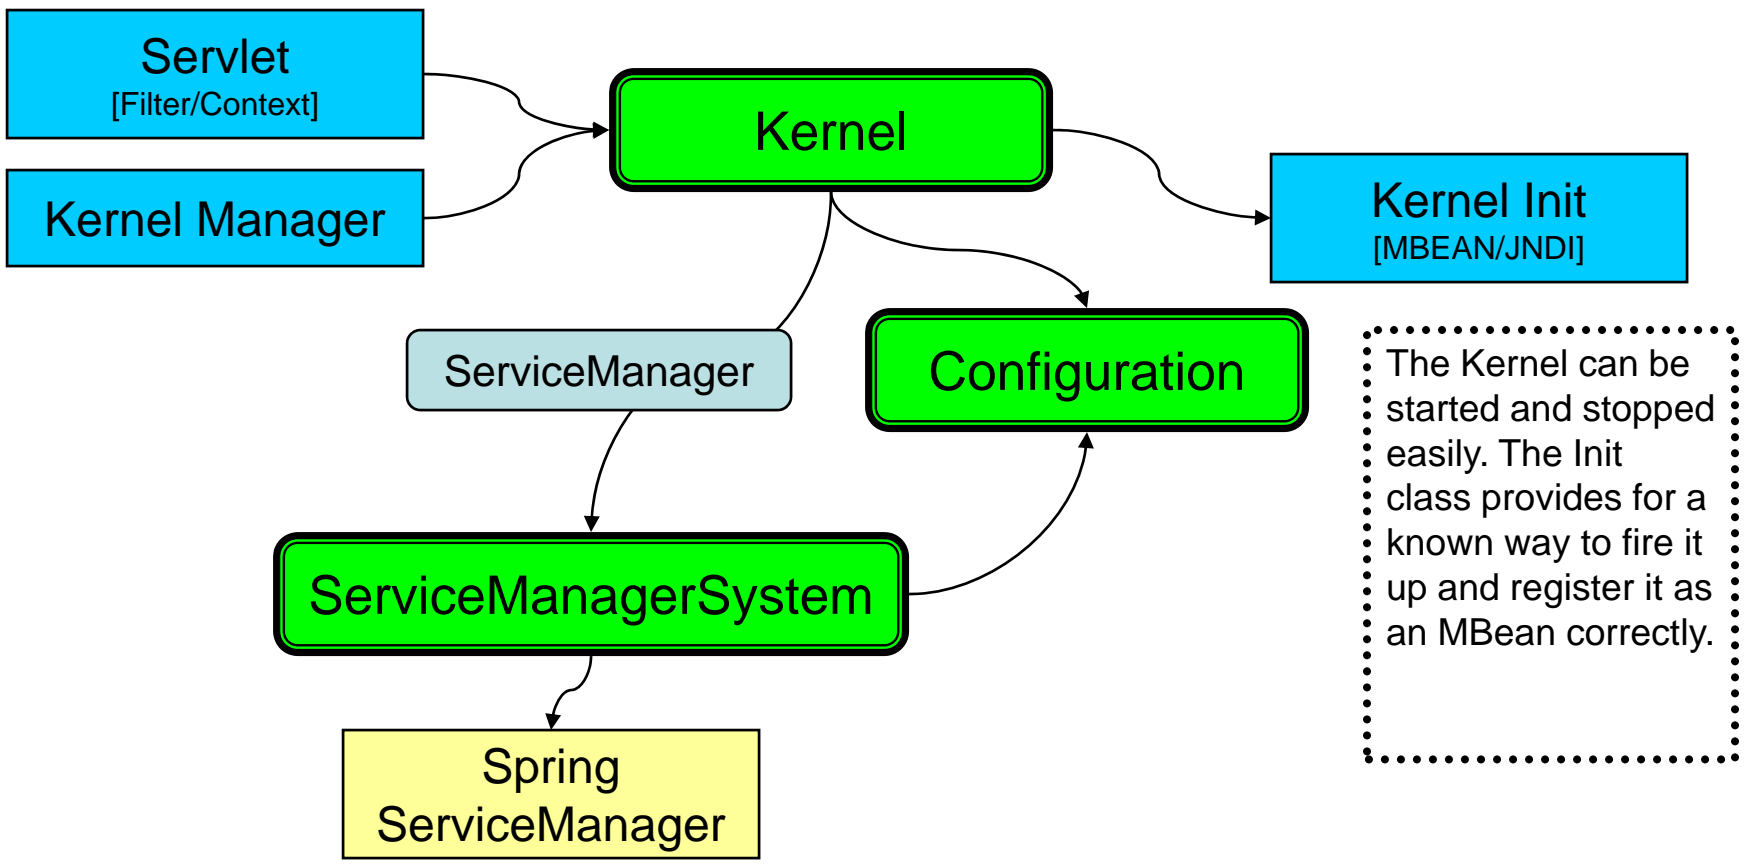 Servlet
[Filter/Context]
Kernel
Kernel Manager
Kernel Init
[MBEAN/JNDI]
ServiceManager
Configuration
The Kernel can be
started and stopped
easily. The Init
class provides for a
known way to fire it
up and register it as
an MBean correctly.
ServiceManagerSystem
Spring
ServiceManager